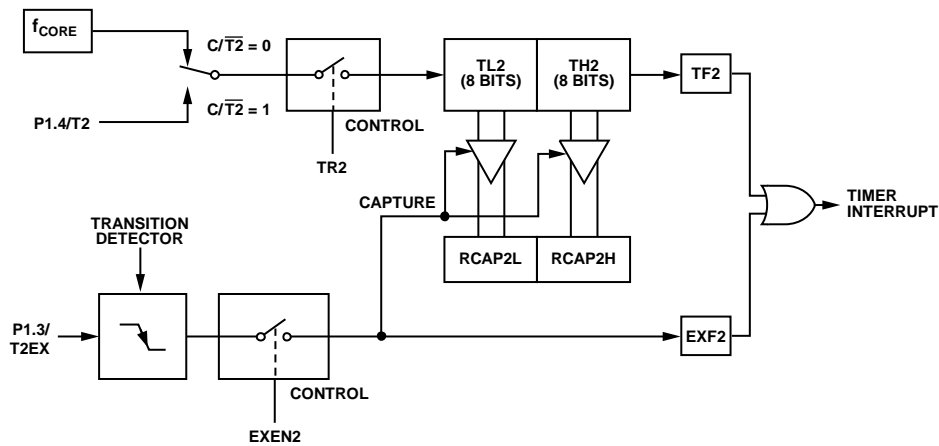 fCORE
C/T2 = 0
C/T2 = 1
P1.4/T2
CONTROL
TR2
TL2
(8 BITS)
TH2
(8 BITS)
TF2
CAPTURE
TIMER
INTERRUPT
TRANSITION
DETECTOR
RCAP2L
RCAP2H
P1.3/
T2EX
EXF2
CONTROL
EXEN2